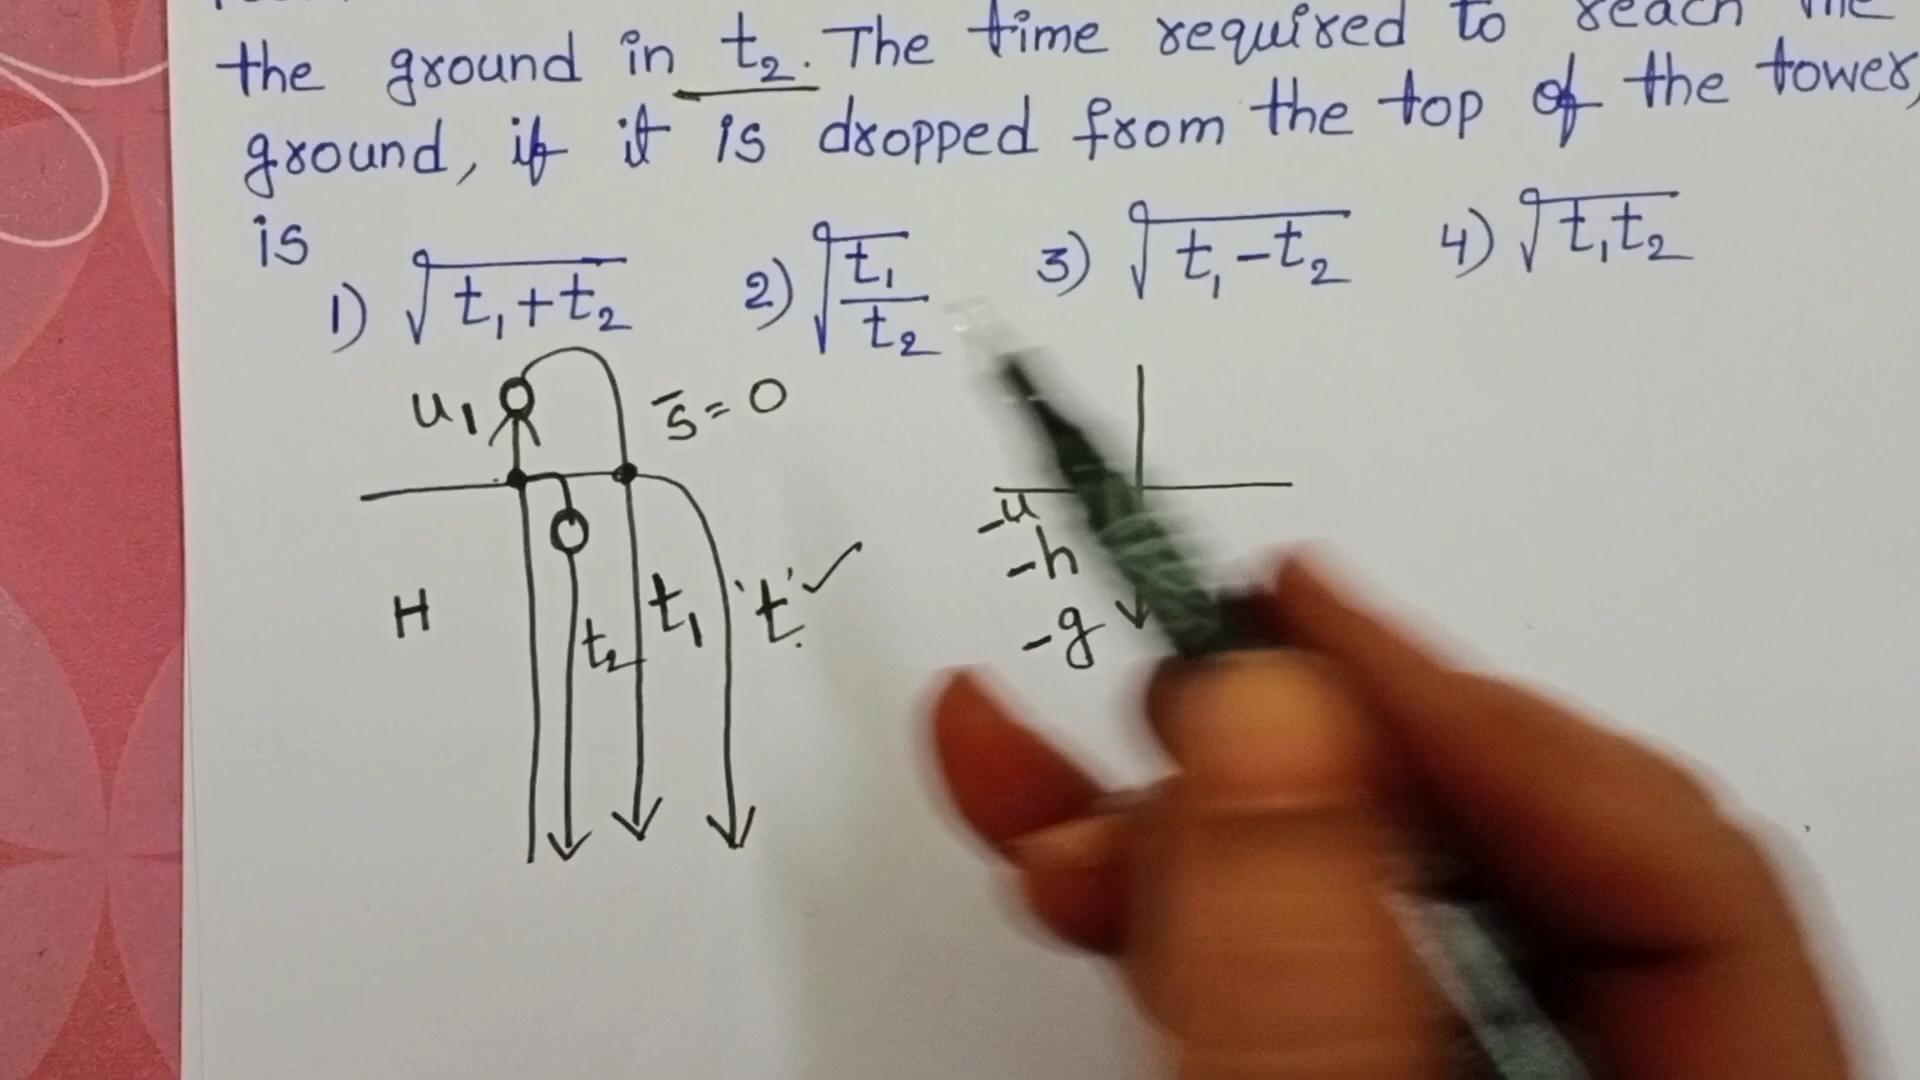 the ground in t₂. The time required to reach the
ground, if it is dropped from the top of the tower,
is
1) √(t₁+t₂) 2) √(t₁/t₂) 3) √(t₁-t₂) 4) √(t₁t₂)
u₁ s̄=0
-u
-h
H t₂ t₁ 't' ✓
-g